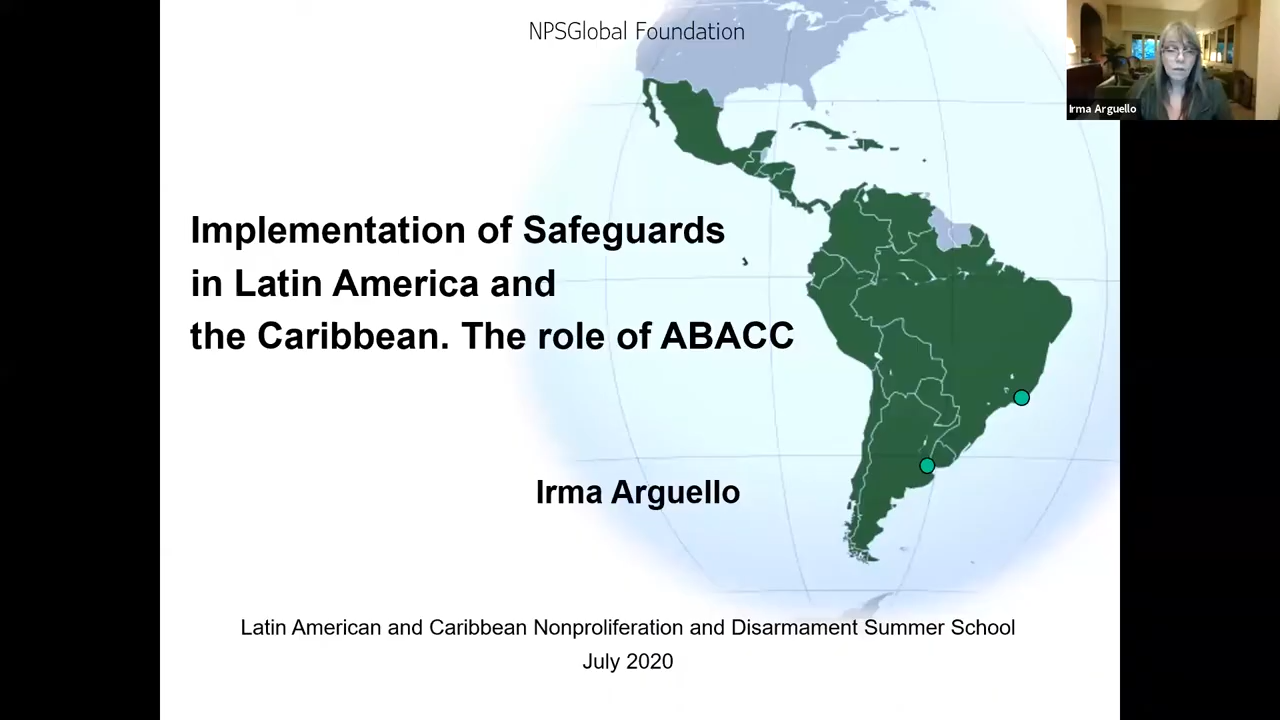 NPSGlobal Foundation
Irma Arguello
Implementation of Safeguards
in Latin America and
the Caribbean. The role of ABACC
Irma Arguello
Latin American and Caribbean Nonproliferation and Disarmament Summer School
July 2020